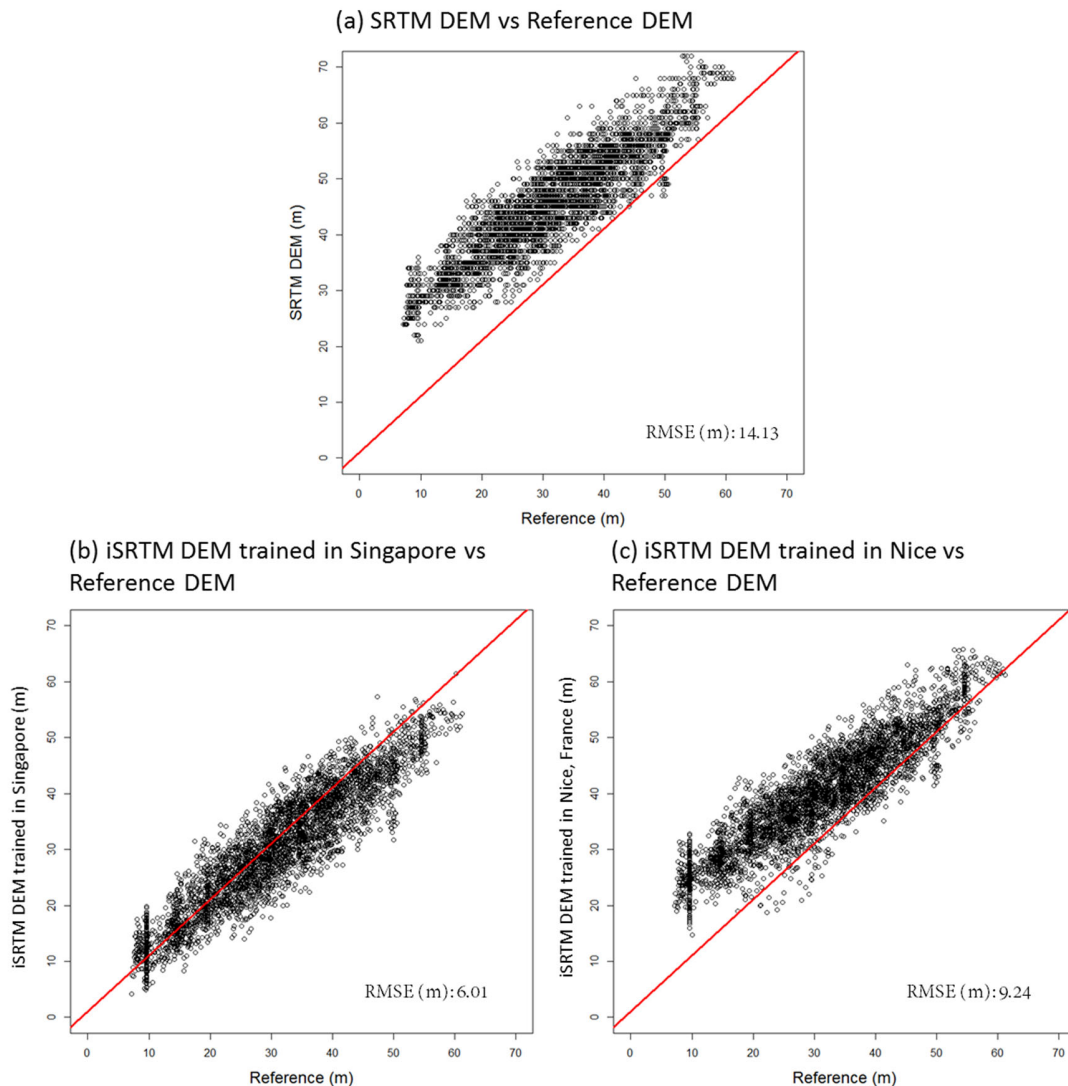 (a) SRTM DEM vs Reference DEM
SRTM DEM (m)
70
60
50
40
30
20
10
0
RMSE (m): 14.13
0 10 20 30 40 50 60 70
Reference (m)
(b) iSRTM DEM trained in Singapore vs
Reference DEM
iSRTM DEM trained in Singapore (m)
70
60
50
40
30
20
10
0
RMSE (m): 6.01
0 10 20 30 40 50 60 70
Reference (m)
(c) iSRTM DEM trained in Nice vs
Reference DEM
iSRTM DEM trained in Nice, France (m)
70
60
50
40
30
20
10
0
RMSE (m): 9.24
0 10 20 30 40 50 60 70
Reference (m)